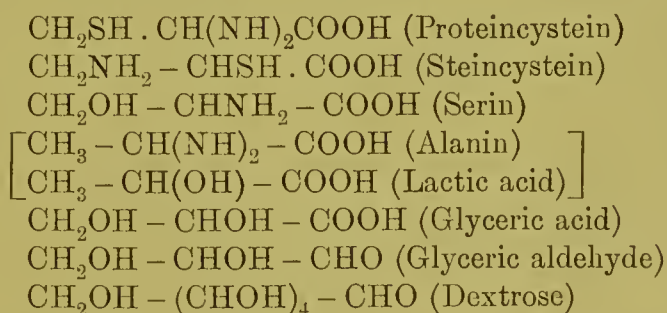 CH₂SH . CH(NH)₂COOH (Proteincystein)
CH₂NH₂ – CHSH . COOH (Steincystein)
CH₂OH – CHNH₂ – COOH (Serin)
[CH₃ – CH(NH)₂ – COOH (Alanin)
CH₃ – CH(OH) – COOH (Lactic acid)]
CH₂OH – CHOH – COOH (Glyceric acid)
CH₂OH – CHOH – CHO (Glyceric aldehyde)
CH₂OH – (CHOH)₄ – CHO (Dextrose)